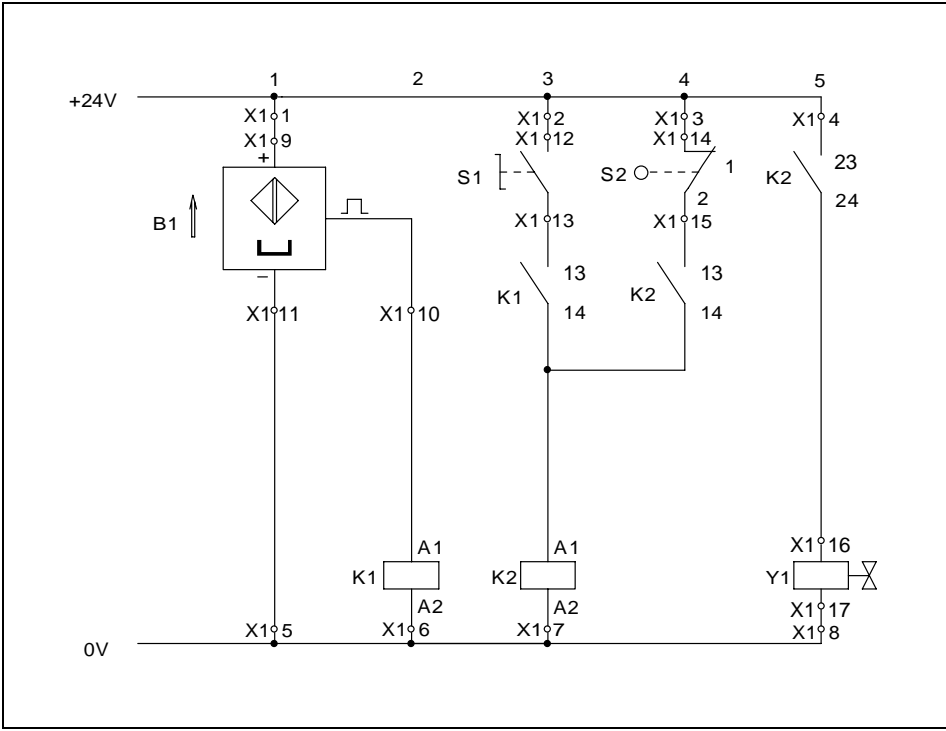 1 2 3 4 5
+24V
X1 1 X1 2 X1 3 X1 4
X1 9 X1 12 X1 14
+
S1 S2 1 K2 23
2 24
B1
X1 13 X1 15
–
13 13
K1 K2
14 14
X1 11 X1 10
A1 A1 X1 16
K1 K2 Y1
A2 A2 X1 17
X1 5 X1 6 X1 7 X1 8
0V